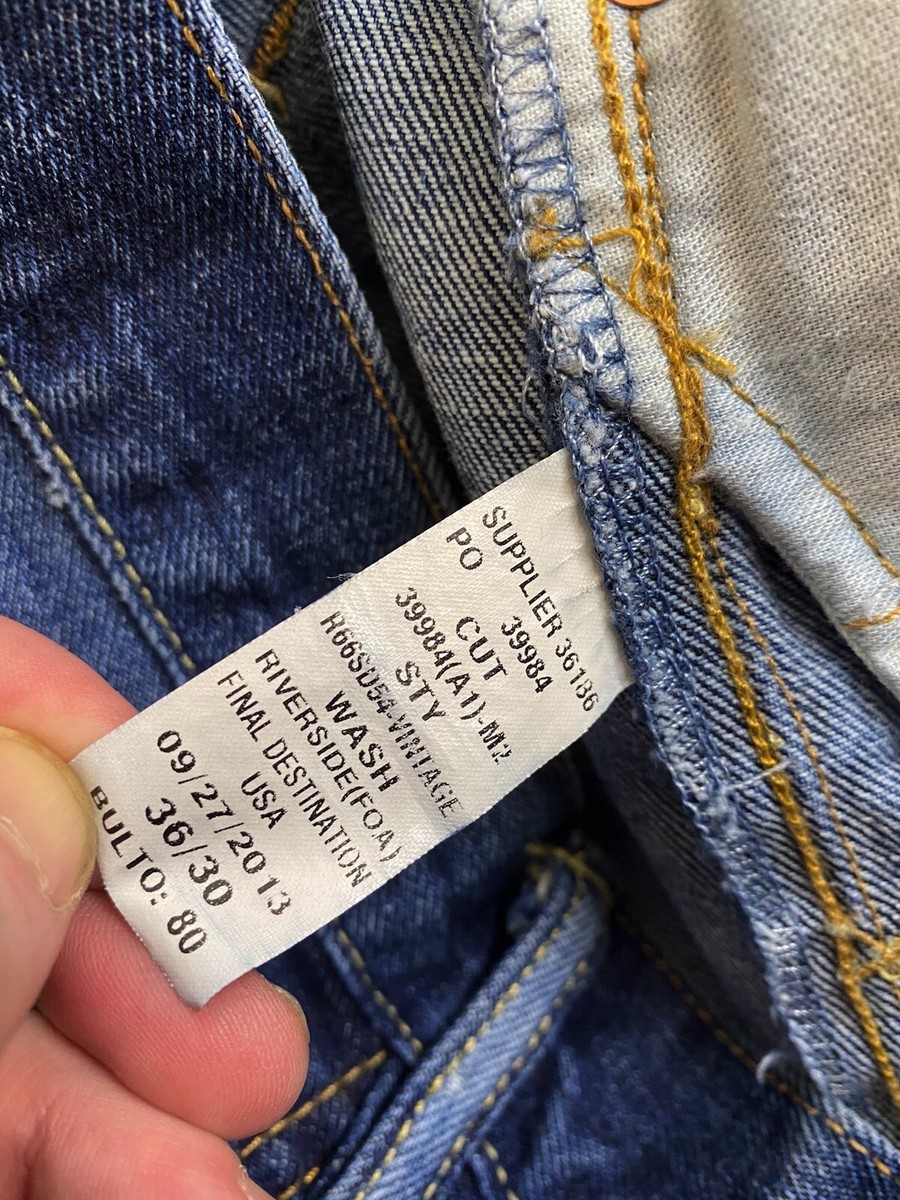 SUPPLIER 36186
PO 39984
CUT
39984(A1)-M2
STY
R66SD54-VINTAGE
WASH
RIVERSIDE(FOA)
FINAL DESTINATION
USA
09/27/2013
36/30
BULTO: 80